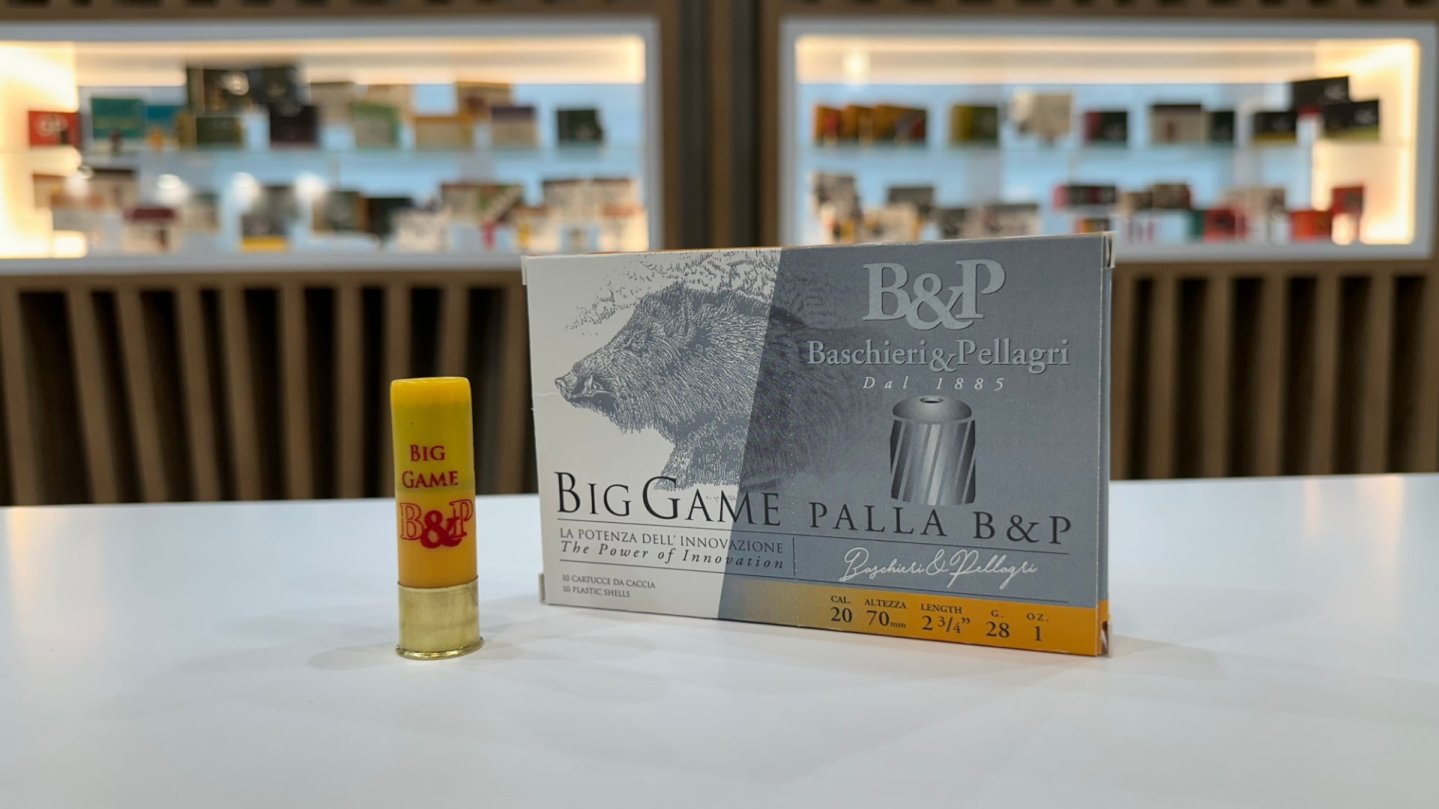 BIG
GAME
B&P
B&P
Baschieri&Pellagri
Dal 1885
BIG GAME
LA POTENZA DELL' INNOVAZIONE
The Power of Innovation
10 CARTUCCE DA CACCIA
10 PLASTIC SHELLS
PALLA B&P
Baschieri&Pellagri
CAL. ALTEZZA LENGTH G. OZ.
20 70mm 2 3/4” 28 1